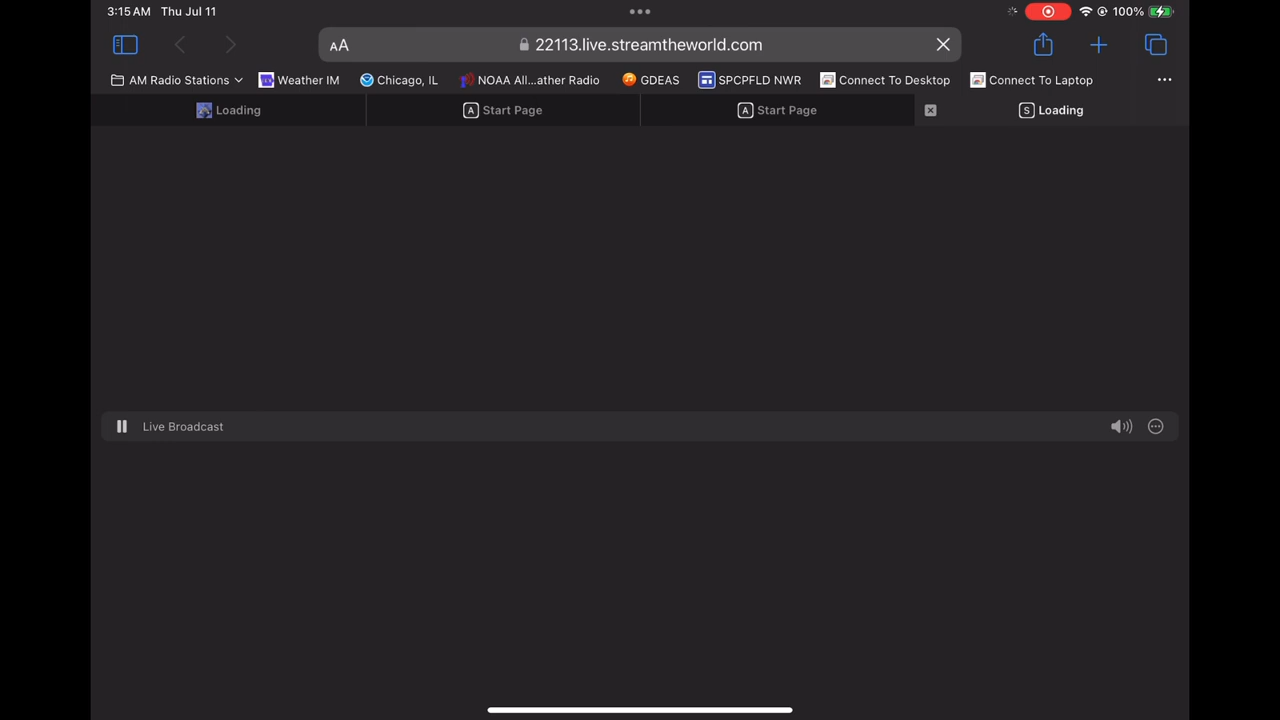 3:15 AM Thu Jul 11 100%
AA 22113.live.streamtheworld.com
AM Radio Stations Weather IM Chicago, IL NOAA All...ather Radio GDEAS SPCPFLD NWR Connect To Desktop Connect To Laptop
Loading A Start Page A Start Page S Loading
Live Broadcast